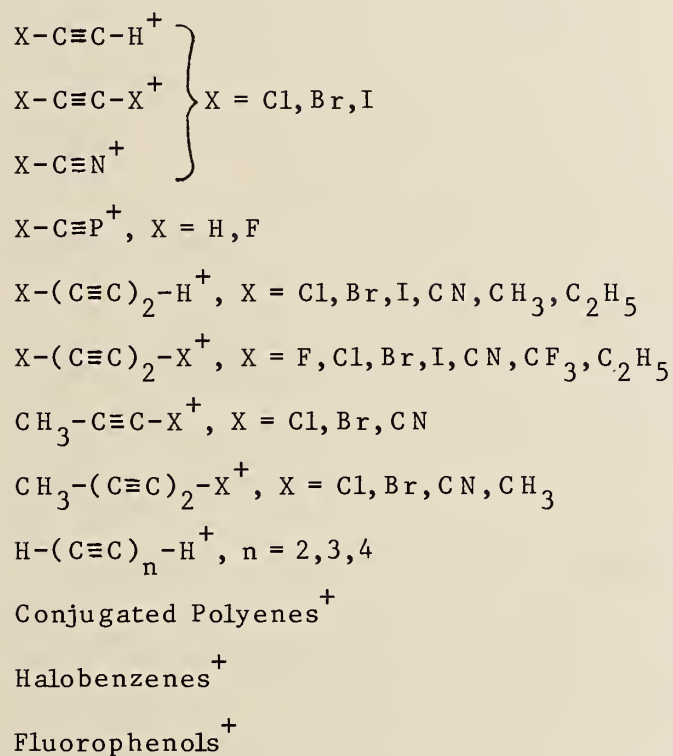 X-C≡C-H⁺
X-C≡C-X⁺ } X = Cl,Br,I
X-C≡N⁺
X-C≡P⁺, X = H,F
X-(C≡C)₂-H⁺, X = Cl,Br,I,CN,CH₃,C₂H₅
X-(C≡C)₂-X⁺, X = F,Cl,Br,I,CN,CF₃,C₂H₅
CH₃-C≡C-X⁺, X = Cl,Br,CN
CH₃-(C≡C)₂-X⁺, X = Cl,Br,CN,CH₃
H-(C≡C)ₙ-H⁺, n = 2,3,4
Conjugated Polyenes⁺
Halobenzenes⁺
Fluorophenols⁺